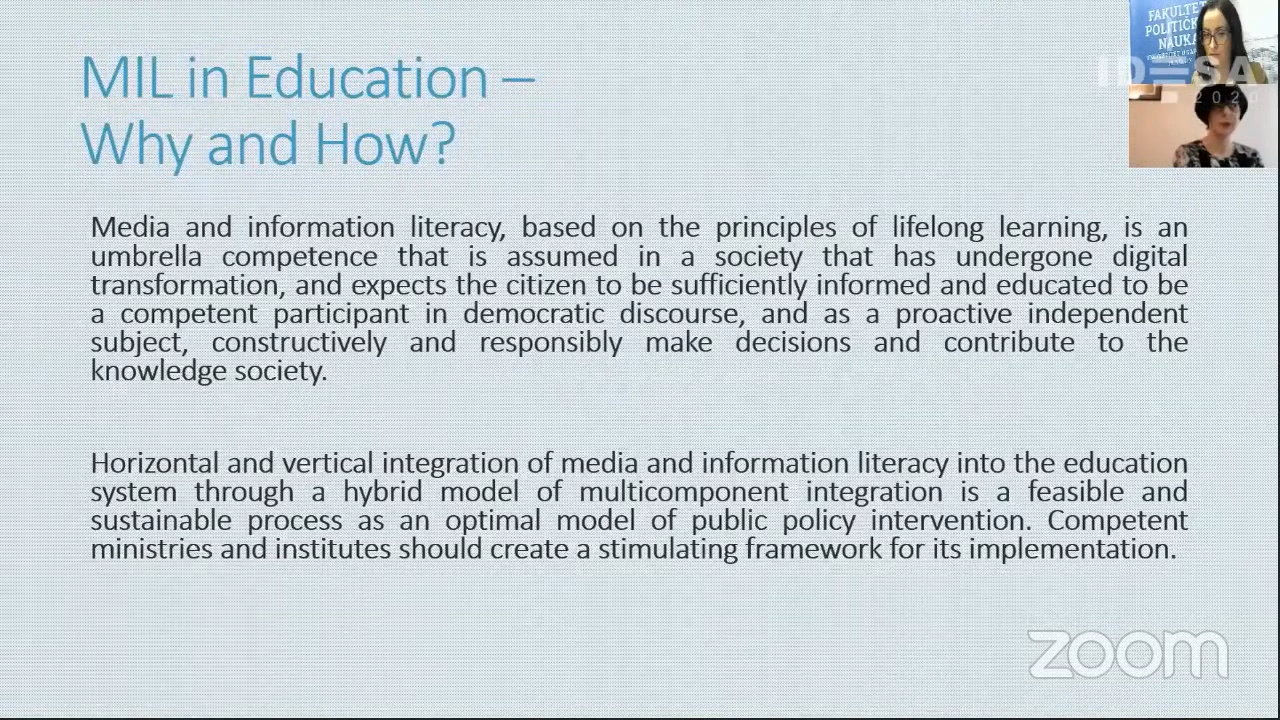 MIL in Education –
Why and How?
Media and information literacy, based on the principles of lifelong learning, is an
umbrella competence that is assumed in a society that has undergone digital
transformation, and expects the citizen to be sufficiently informed and educated to be
a competent participant in democratic discourse, and as a proactive independent
subject, constructively and responsibly make decisions and contribute to the
knowledge society.
Horizontal and vertical integration of media and information literacy into the education
system through a hybrid model of multicomponent integration is a feasible and
sustainable process as an optimal model of public policy intervention. Competent
ministries and institutes should create a stimulating framework for its implementation.
FAKULTET
POLITIČK
NAUKA
IDESA
2020
zoom